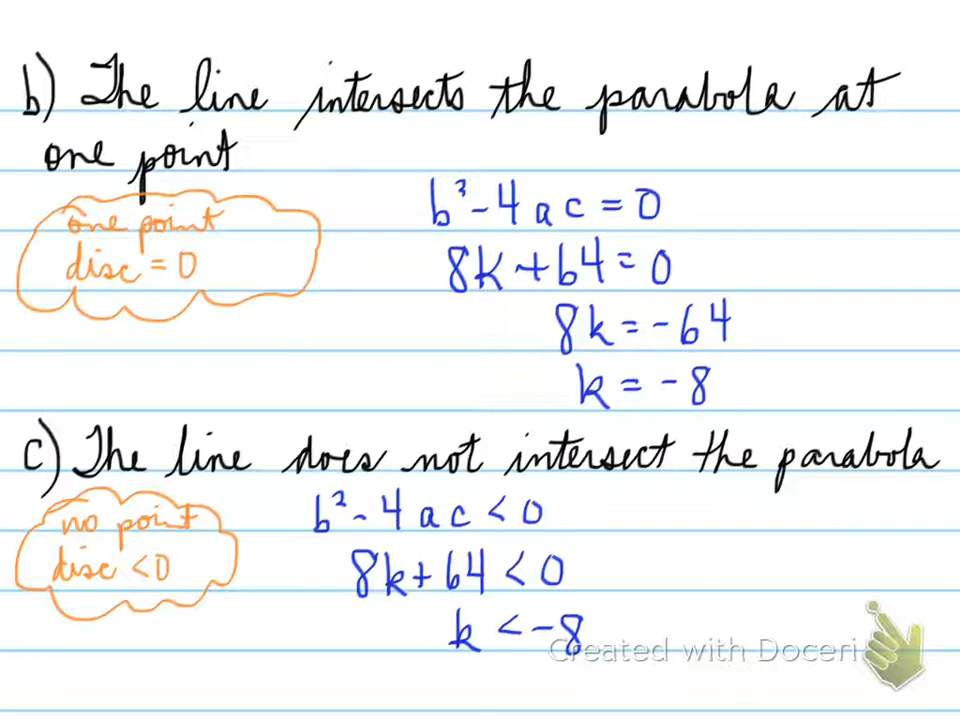 b) The line intersects the parabola at
one point
one point
disc = 0
b² - 4ac = 0
8k + 64 = 0
8k = -64
k = -8
c) The line does not intersect the parabola
no point
disc < 0
b² - 4ac < 0
8k + 64 < 0
k < -8
Created with Doceri